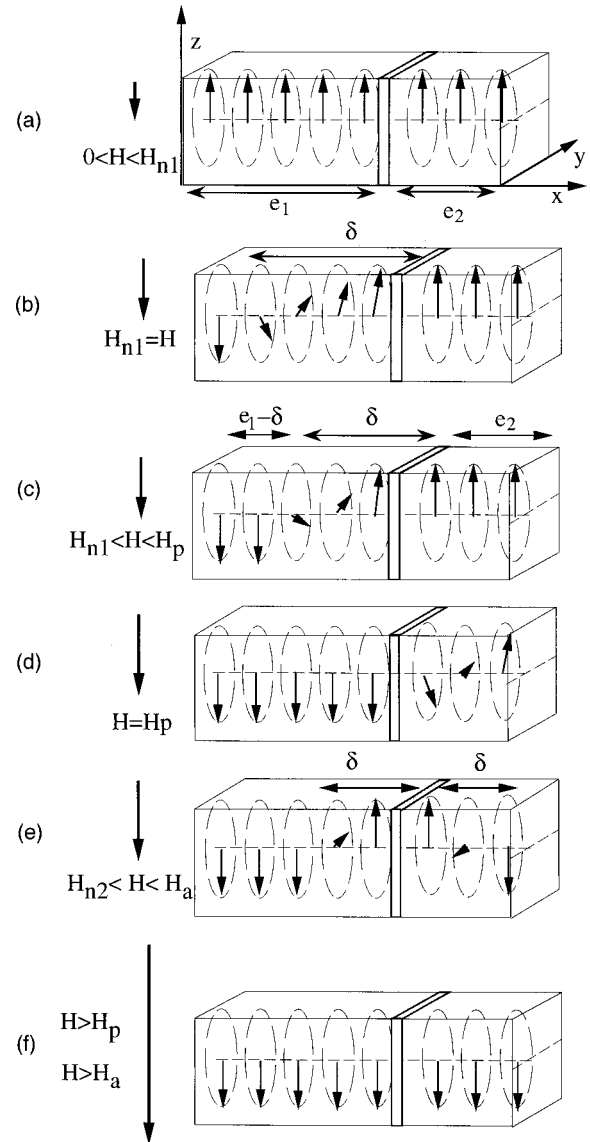 z
(a)
0<H<Hn1
e1
e2
y
x
δ
(b)
Hn1=H
e1−δ
δ
e2
(c)
Hn1<H<Hp
(d)
H=Hp
δ
δ
(e)
Hn2< H< Ha
H>Hp
(f)
H>Ha